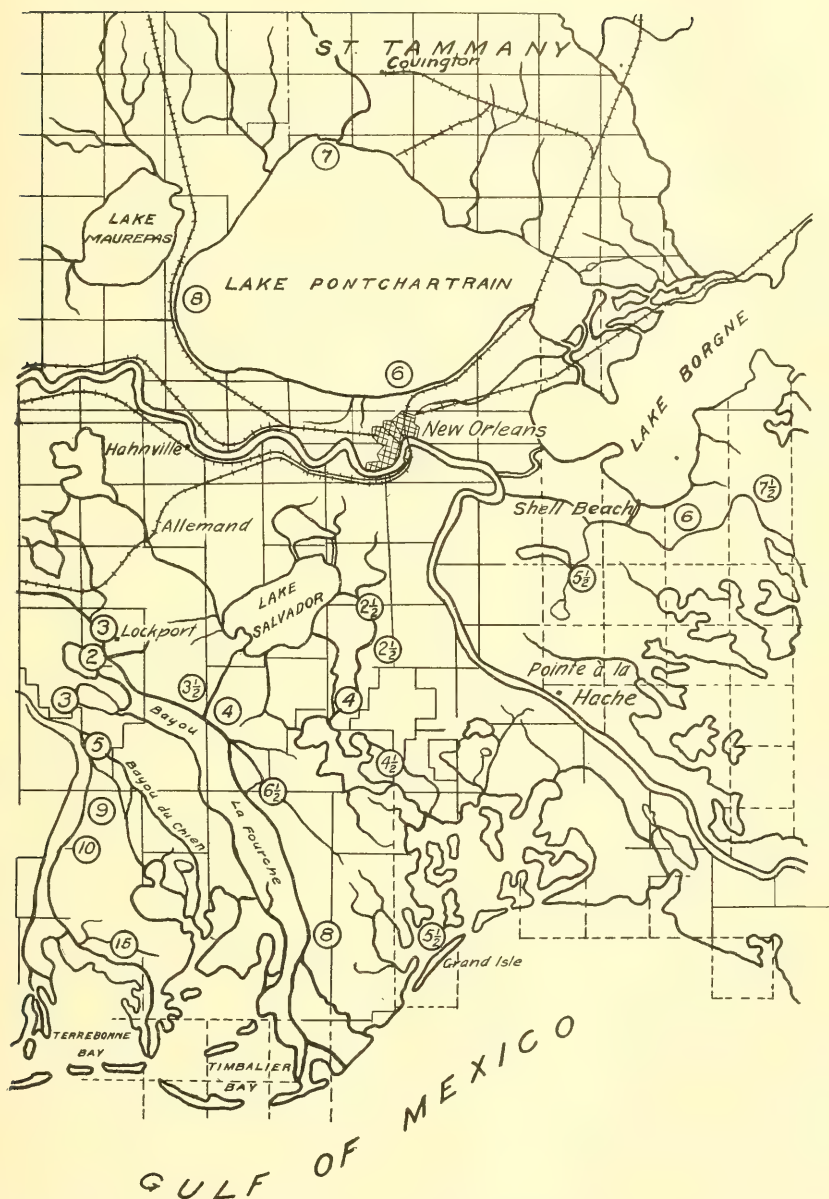 ST. TAMMANY
Covington
7
LAKE
MAUREPAS
LAKE PONTCHARTRAIN
8
6
LAKE BORGNE
New Orleans
Hahnville
7½
Shell Beach
6
Allemand
5½
LAKE
SALVADOR
2½
3
Lockport
2
2½
3½
Pointe à la
Hache
3
4
4
Bayou
La Fourche
5
4½
Bayou du Chien
6½
9
10
15
8
5½
Grand Isle
TERREBONNE
BAY
TIMBALIER
BAY
GULF OF MEXICO